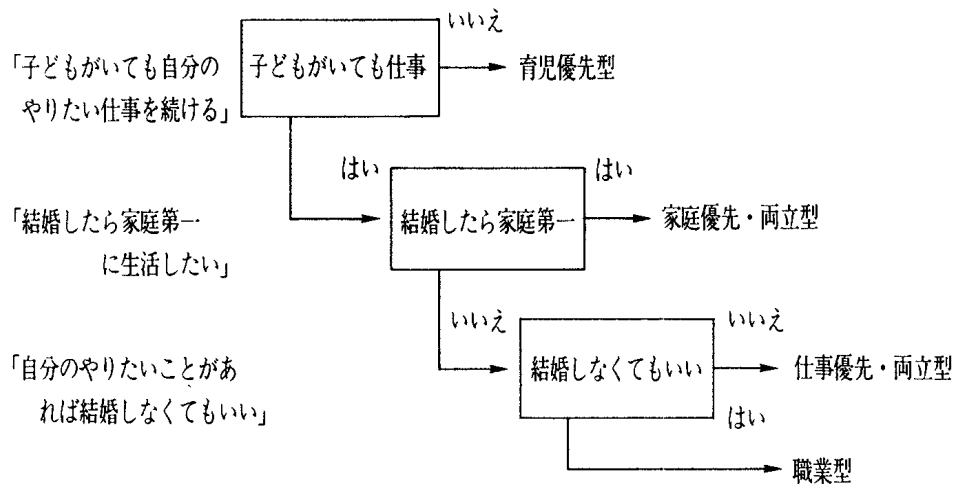 いいえ
「子どもがいても自分の
やりたい仕事を続ける」
子どもがいても仕事
育児優先型
はい
はい
「結婚したら家庭第一
に生活したい」
結婚したら家庭第一
家庭優先・両立型
いいえ
いいえ
「自分のやりたいことがあ
れば結婚しなくてもいい」
結婚しなくてもいい
仕事優先・両立型
はい
職業型